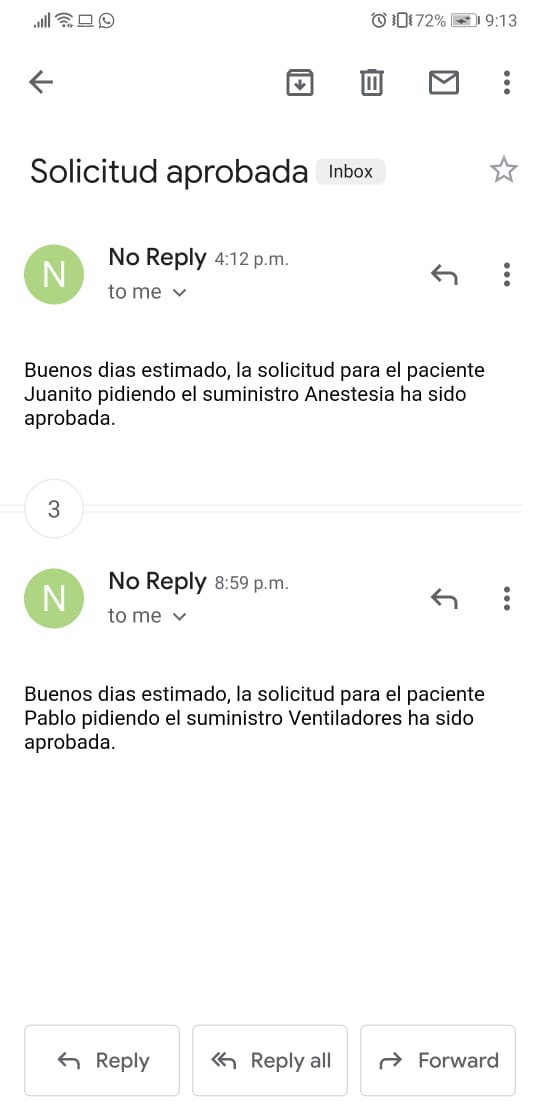 72% 9:13
Solicitud aprobada Inbox
N No Reply 4:12 p.m.
to me
Buenos dias estimado, la solicitud para el paciente
Juanito pidiendo el suministro Anestesia ha sido
aprobada.
3
N No Reply 8:59 p.m.
to me
Buenos dias estimado, la solicitud para el paciente
Pablo pidiendo el suministro Ventiladores ha sido
aprobada.
Reply Reply all Forward